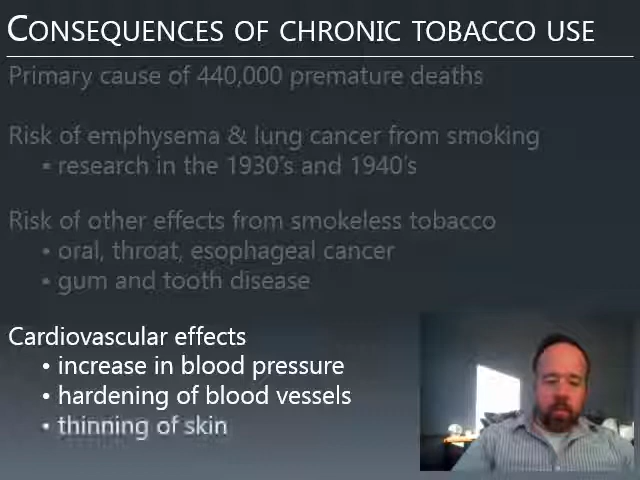 CONSEQUENCES OF CHRONIC TOBACCO USE
Primary cause of 440,000 premature deaths
Risk of emphysema & lung cancer from smoking
▪ research in the 1930's and 1940's
Risk of other effects from smokeless tobacco
• oral, throat, esophageal cancer
• gum and tooth disease
Cardiovascular effects
• increase in blood pressure
• hardening of blood vessels
• thinning of skin